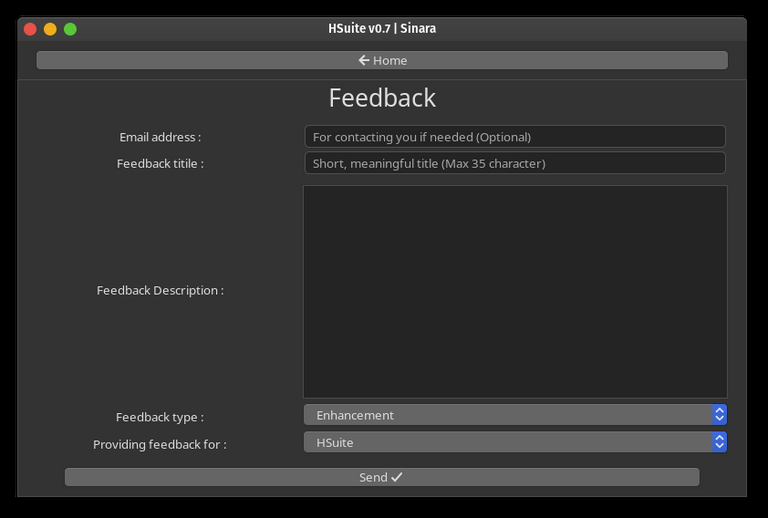 HSuite v0.7 | Sinara
← Home
Feedback
Email address :
For contacting you if needed (Optional)
Feedback titile :
Short, meaningful title (Max 35 character)
Feedback Description :
Feedback type :
Enhancement
Providing feedback for :
HSuite
Send ✓